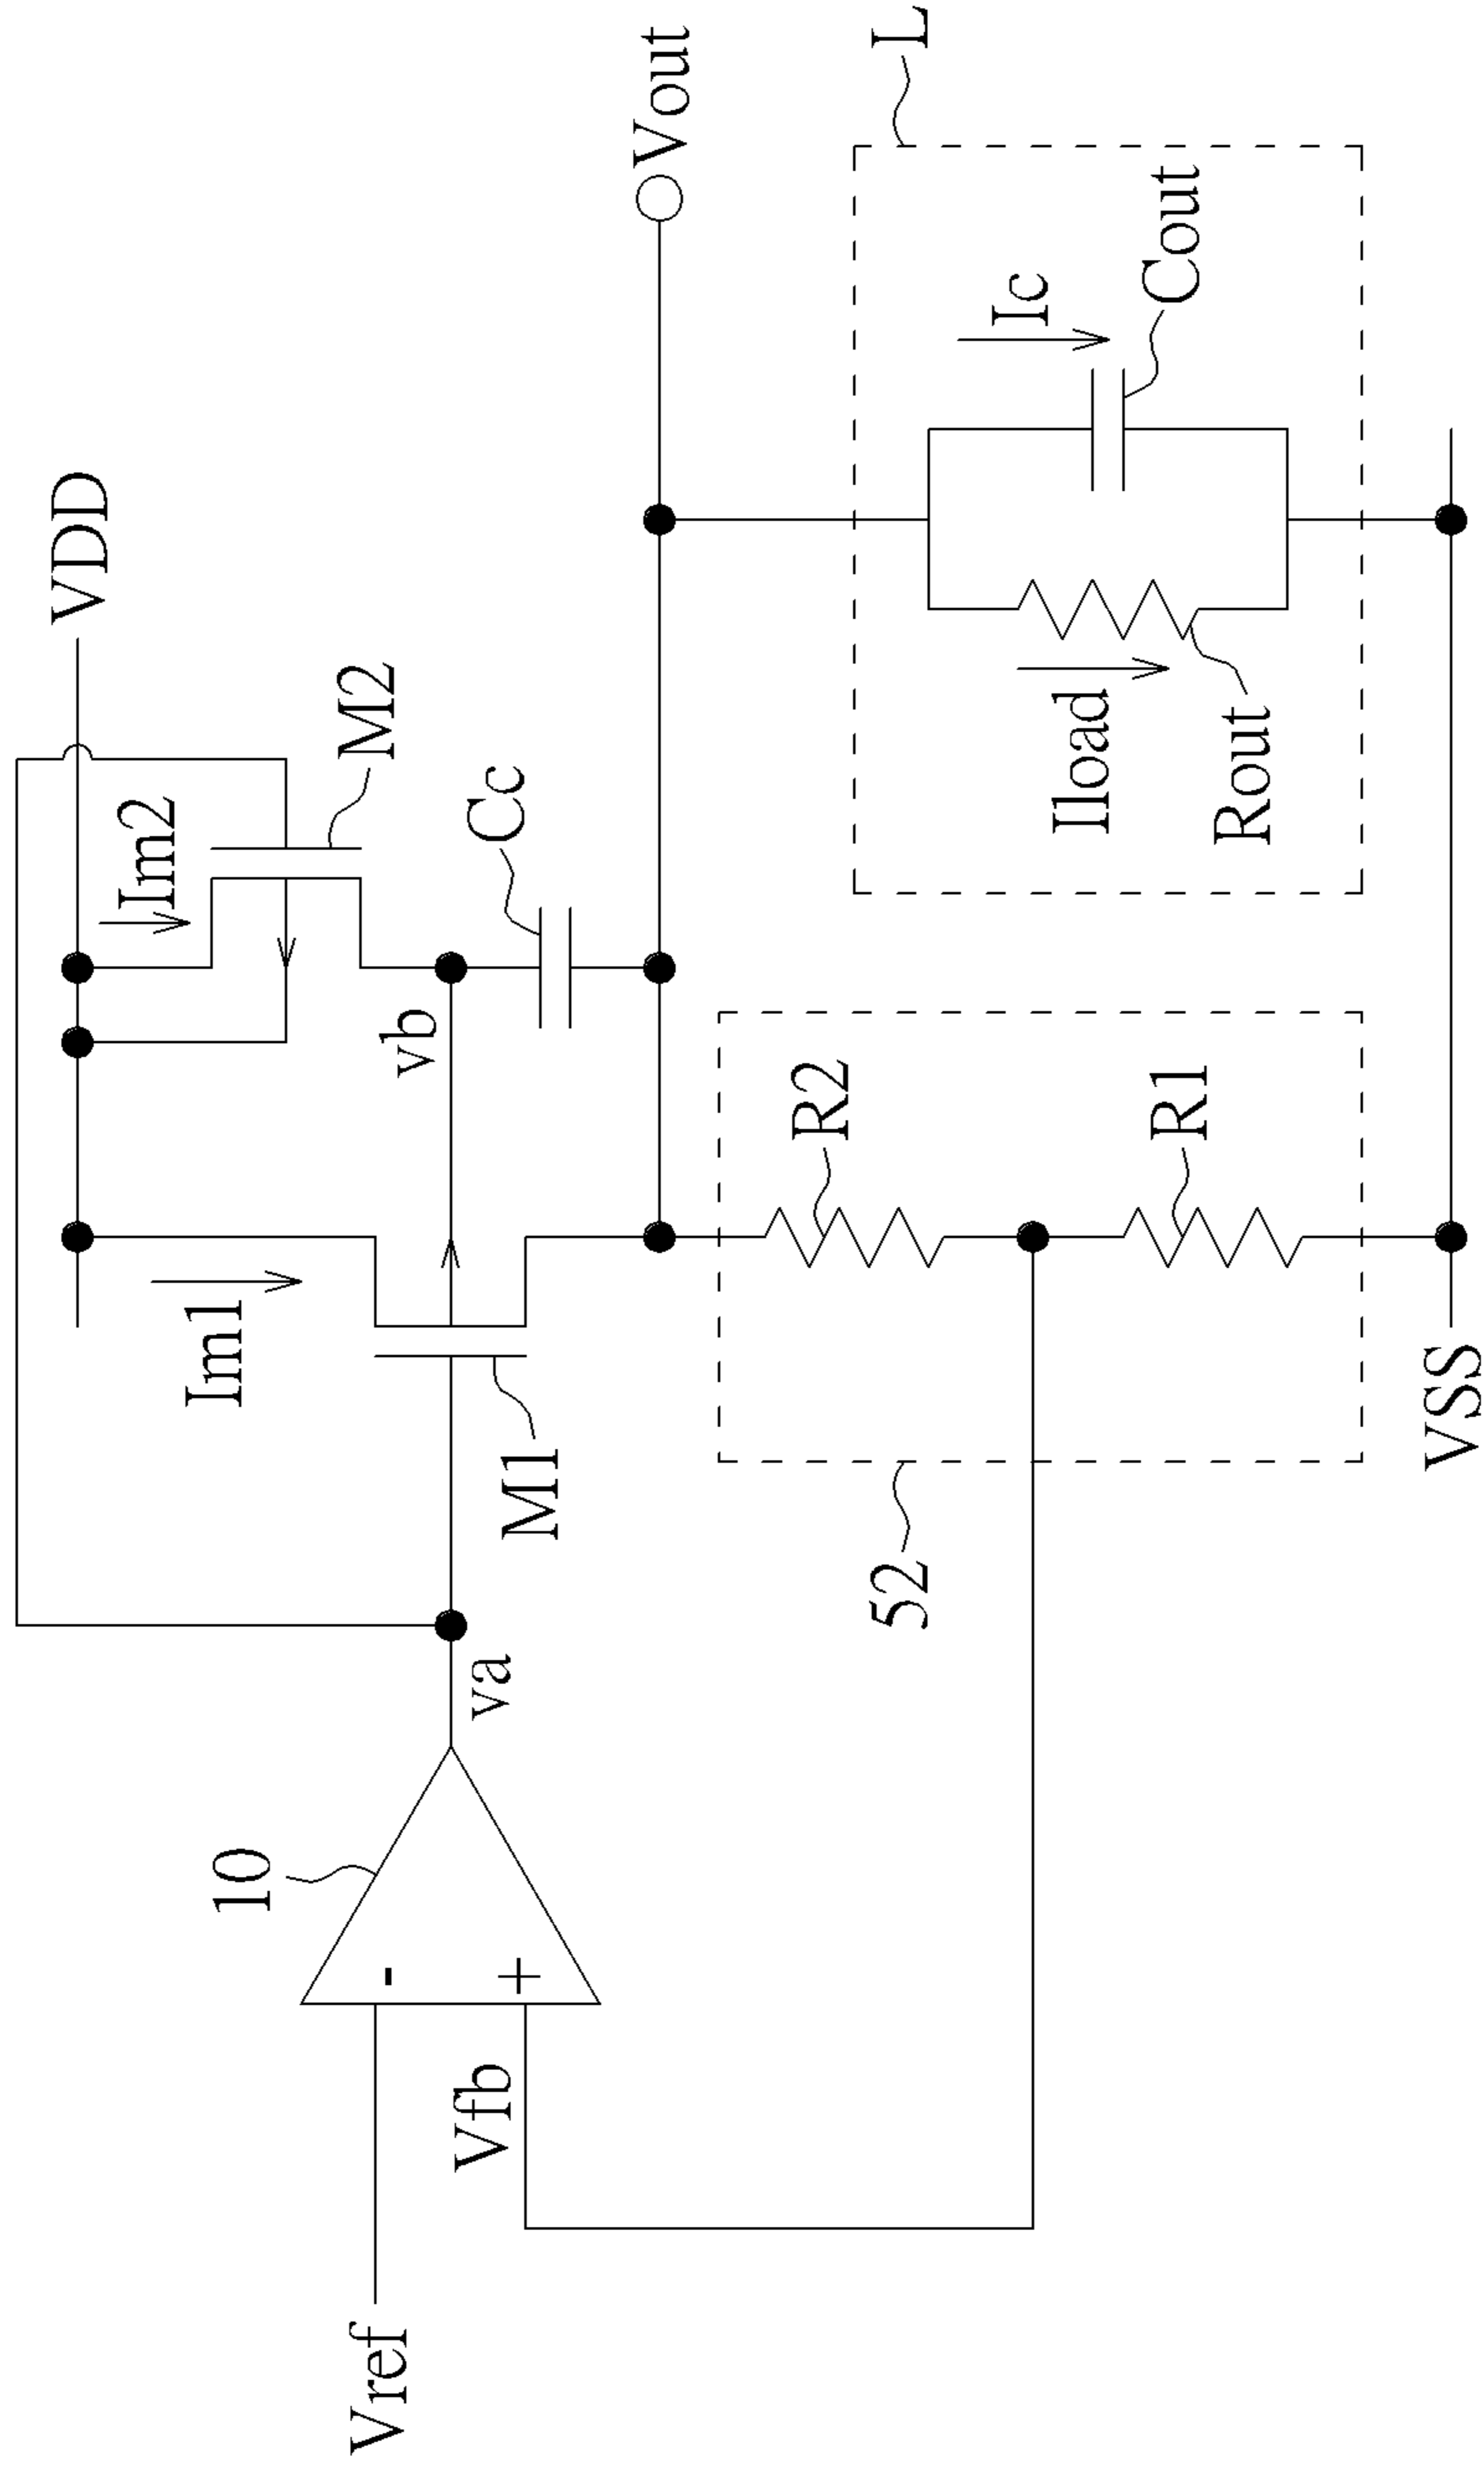 VDD
Im2
M2
Im1
vb
Cc
M1
10
va
-
+
Vref
Vfb
Vout
52
R2
R1
L
Ic
Cout
Iload
Rout
VSS